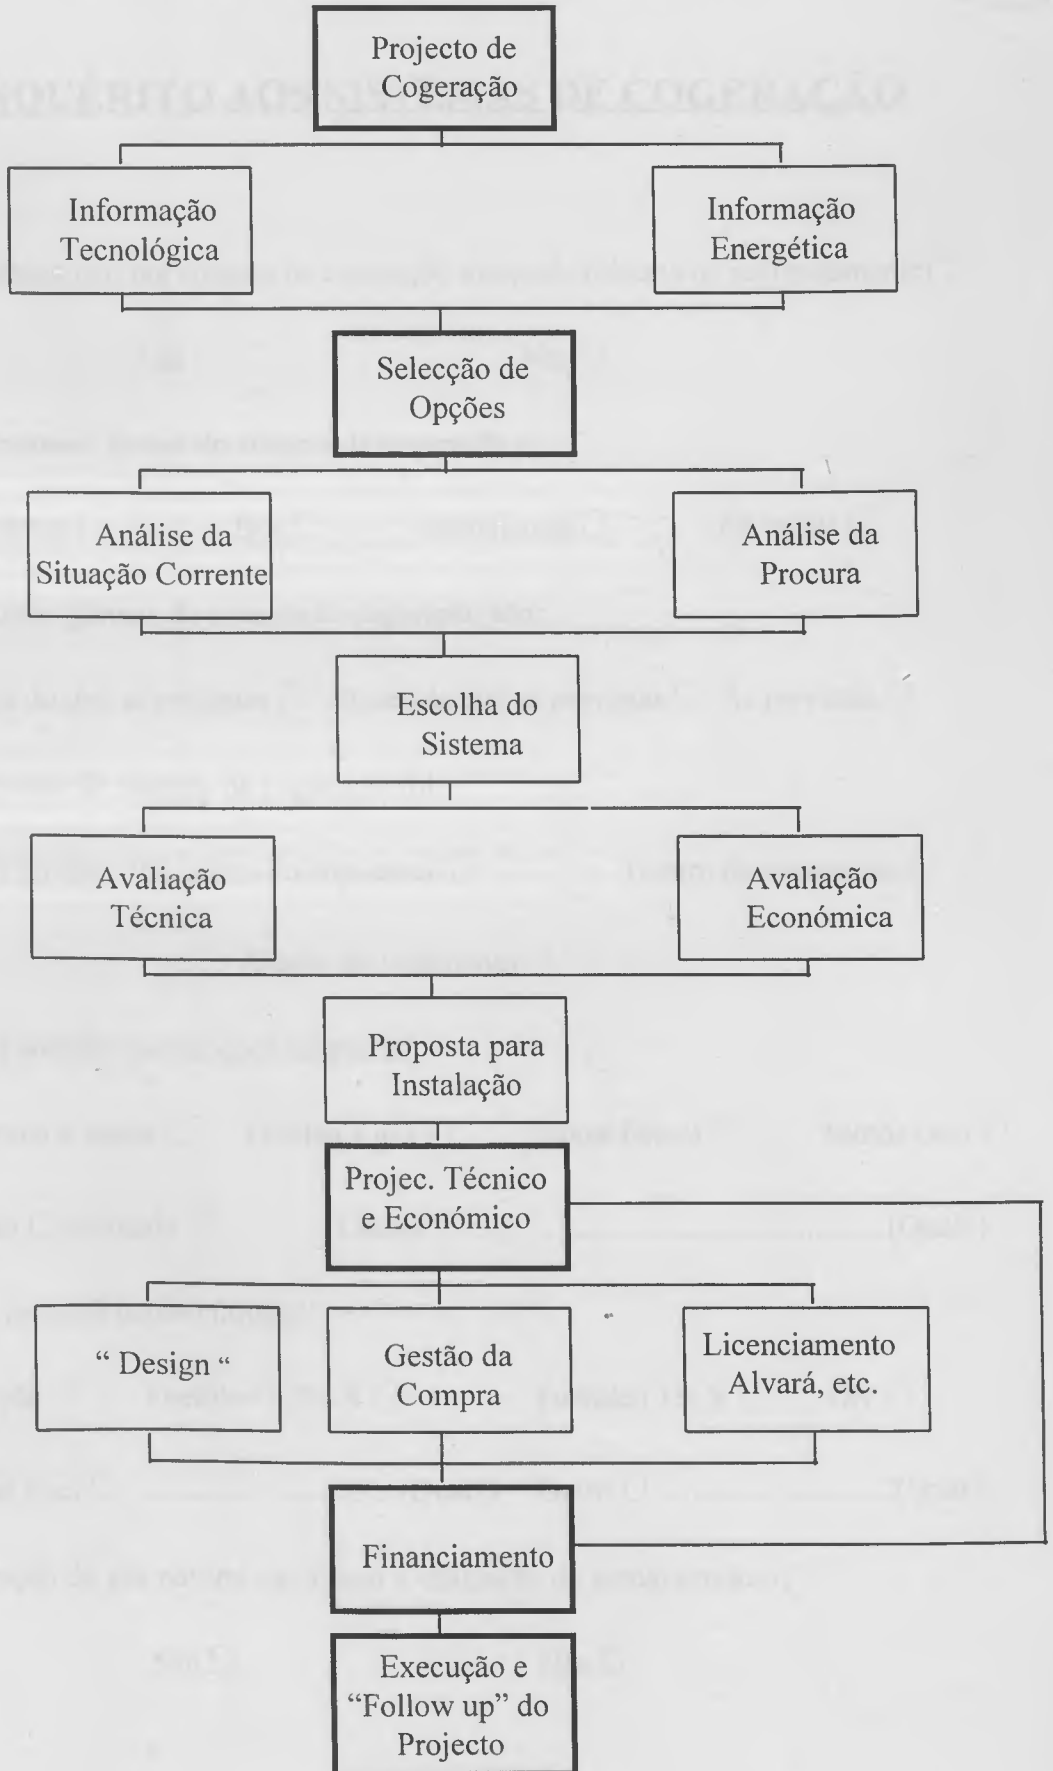 Projecto de
Cogeração
Informação
Tecnológica
Informação
Energética
Selecção de
Opções
Análise da
Situação Corrente
Análise da
Procura
Escolha do
Sistema
Avaliação
Técnica
Avaliação
Económica
Proposta para
Instalação
Projec. Técnico
e Económico
“ Design “
Gestão da
Compra
Licenciamento
Alvará, etc.
Financiamento
Execução e
“Follow up” do
Projecto